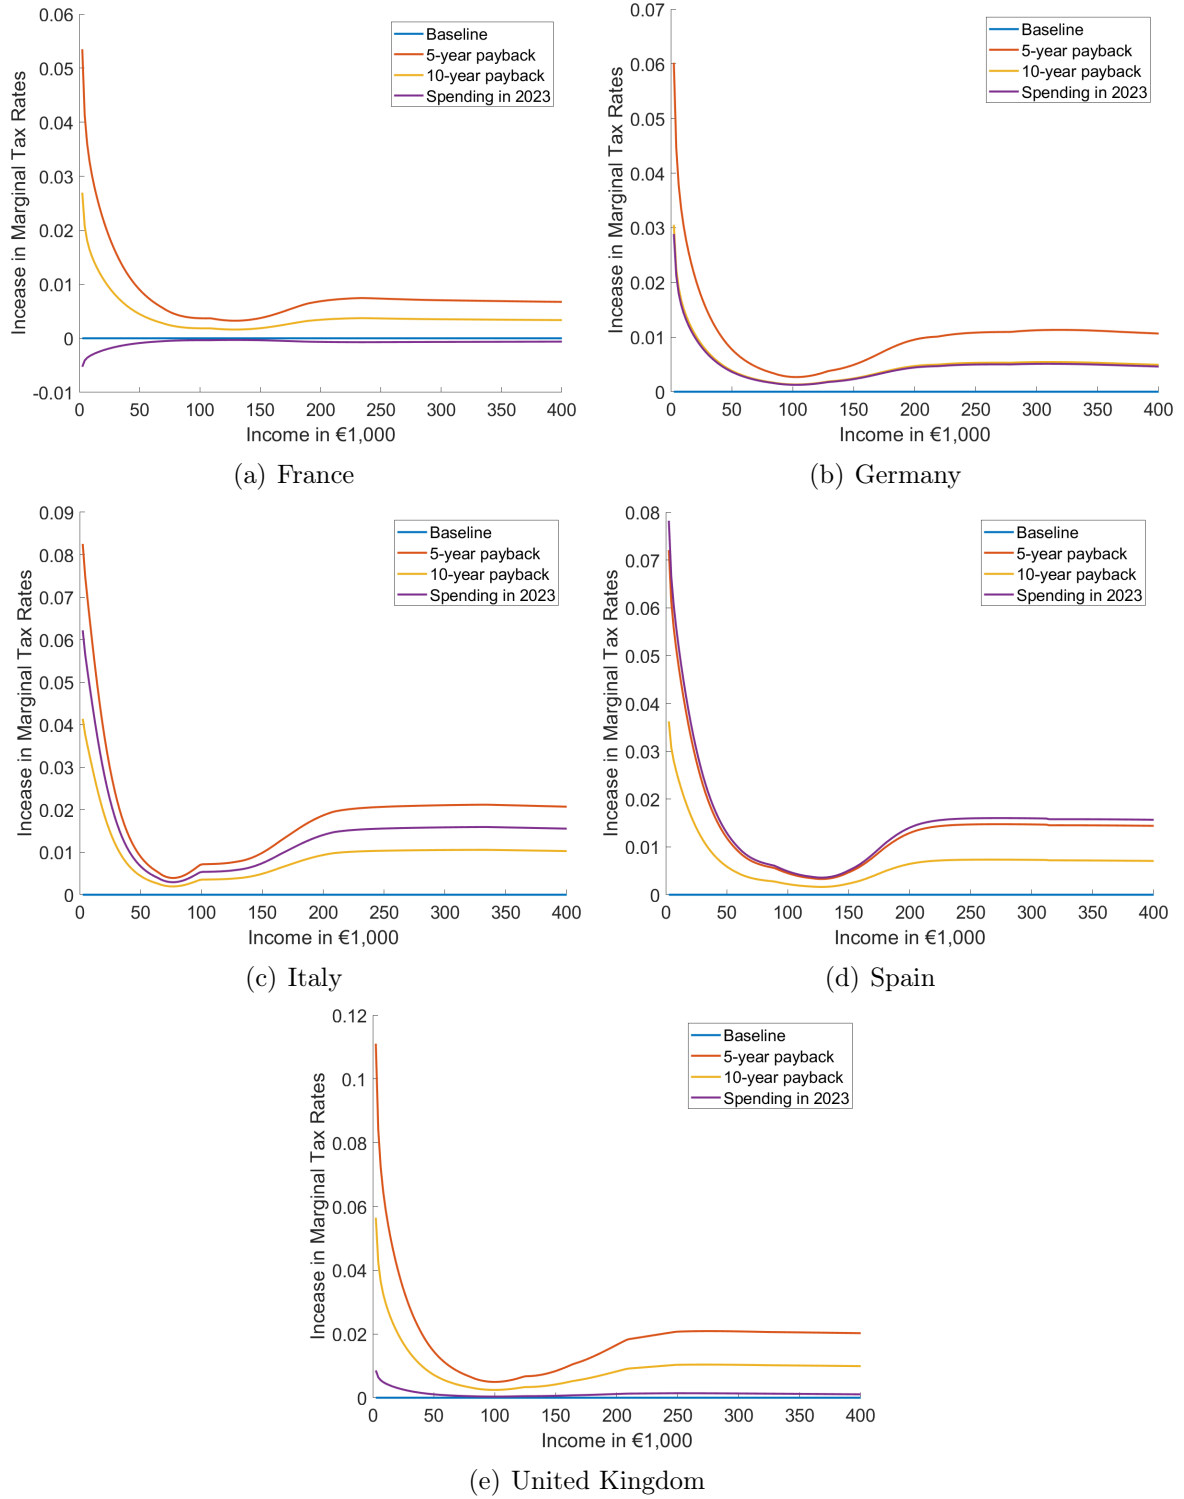 Incease in Marginal Tax Rates
0.06
0.05
0.04
0.03
0.02
0.01
0
-0.01
Baseline
5-year payback
10-year payback
Spending in 2023
0 50 100 150 200 250 300 350 400
Income in €1,000
(a) France
Incease in Marginal Tax Rates
0.07
0.06
0.05
0.04
0.03
0.02
0.01
0
Baseline
5-year payback
10-year payback
Spending in 2023
0 50 100 150 200 250 300 350 400
Income in €1,000
(b) Germany
Incease in Marginal Tax Rates
0.09
0.08
0.07
0.06
0.05
0.04
0.03
0.02
0.01
0
Baseline
5-year payback
10-year payback
Spending in 2023
0 50 100 150 200 250 300 350 400
Income in €1,000
(c) Italy
Incease in Marginal Tax Rates
0.08
0.07
0.06
0.05
0.04
0.03
0.02
0.01
0
Baseline
5-year payback
10-year payback
Spending in 2023
0 50 100 150 200 250 300 350 400
Income in €1,000
(d) Spain
Incease in Marginal Tax Rates
0.12
0.1
0.08
0.06
0.04
0.02
0
Baseline
5-year payback
10-year payback
Spending in 2023
0 50 100 150 200 250 300 350 400
Income in €1,000
(e) United Kingdom